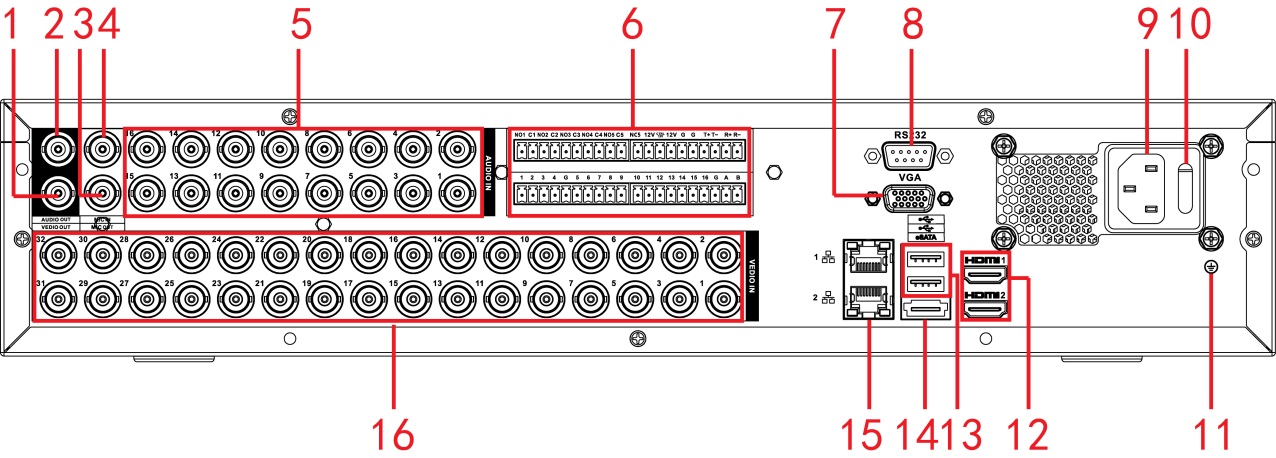 1 2 3 4 5 6 7 8 9 10
RS232
16 14 12 10 8 6 4 2
NO1 C1 NO2 C2 NO3 C3 NO4 C4 NO5 C5 NC5 12V 12V G G T+ T- R+ R-
AUDIO IN
VGA
15 13 11 9 7 5 3 1
1 2 3 4 G 5 6 7 8 9 10 11 12 13 14 15 16 G A B
AUDIO OUT MIC IN
VEDIO OUT MIC OUT
eSATA
32 30 28 26 24 22 20 18 16 14 12 10 8 6 4 2
VEDIO IN
1
HDMI 1
31 29 27 25 23 21 19 17 15 13 11 9 7 5 3 1
2
HDMI 2
16 15 14 13 12 11